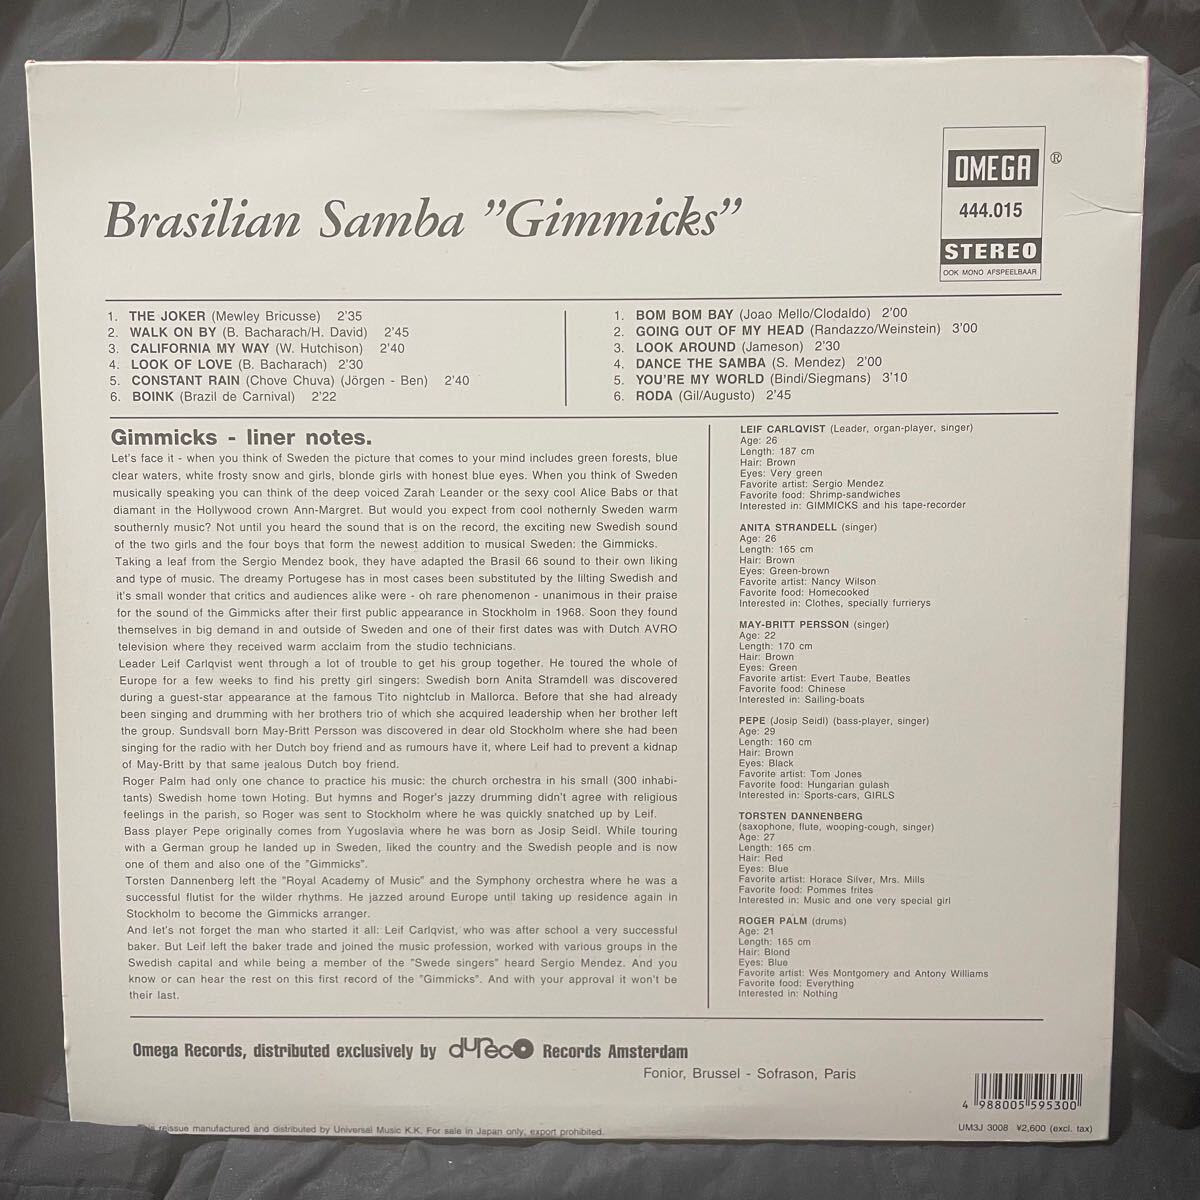 Brasilian Samba "Gimmicks"
OMEGA ®
444.015
STEREO
OOK MONO AFSPEELBAAR
1. THE JOKER (Mewley Bricusse) 2'35
2. WALK ON BY (B. Bacharach/H. David) 2'45
3. CALIFORNIA MY WAY (W. Hutchison) 2'40
4. LOOK OF LOVE (B. Bacharach) 2'30
5. CONSTANT RAIN (Chove Chuva) (Jörgen - Ben) 2'40
6. BOINK (Brazil de Carnival) 2'22
1. BOM BOM BAY (Joao Mello/Clodaldo) 2'00
2. GOING OUT OF MY HEAD (Randazzo/Weinstein) 3'00
3. LOOK AROUND (Jameson) 2'30
4. DANCE THE SAMBA (S. Mendez) 2'00
5. YOU'RE MY WORLD (Bindi/Siegmans) 3'10
6. RODA (Gil/Augusto) 2'45
Gimmicks - liner notes.
Let's face it - when you think of Sweden the picture that comes to your mind includes green forests, blue
clear waters, white frosty snow and girls, blonde girls with honest blue eyes. When you think of Sweden
musically speaking you can think of the deep voiced Zarah Leander or the sexy cool Alice Babs or that
diamant in the Hollywood crown Ann-Margret. But would you expect from cool nothernly Sweden warm
southernly music? Not until you heard the sound that is on the record, the exciting new Swedish sound
of the two girls and the four boys that form the newest addition to musical Sweden: the Gimmicks.
Taking a leaf from the Sergio Mendez book, they have adapted the Brasil 66 sound to their own liking
and type of music. The dreamy Portugese has in most cases been substituted by the lilting Swedish and
it's small wonder that critics and audiences alike were - oh rare phenomenon - unanimous in their praise
for the sound of the Gimmicks after their first public appearance in Stockholm in 1968. Soon they found
themselves in big demand in and outside of Sweden and one of their first dates was with Dutch AVRO
television where they received warm acclaim from the studio technicians.
Leader Leif Carlqvist went through a lot of trouble to get his group together. He toured the whole of
Europe for a few weeks to find his pretty girl singers: Swedish born Anita Stramdell was discovered
during a guest-star appearance at the famous Tito nightclub in Mallorca. Before that she had already
been singing and drumming with her brothers trio of which she acquired leadership when her brother left
the group. Sundsvall born May-Britt Persson was discovered in dear old Stockholm where she had been
singing for the radio with her Dutch boy friend and as rumours have it, where Leif had to prevent a kidnap
of May-Britt by that same jealous Dutch boy friend.
Roger Palm had only one chance to practice his music: the church orchestra in his small (300 inhabi-
tants) Swedish home town Hoting. But hymns and Roger's jazzy drumming didn't agree with religious
feelings in the parish, so Roger was sent to Stockholm where he was quickly snatched up by Leif.
Bass player Pepe originally comes from Yugoslavia where he was born as Josip Seidl. While touring
with a German group he landed up in Sweden, liked the country and the Swedish people and is now
one of them and also one of the "Gimmicks".
Torsten Dannenberg left the "Royal Academy of Music" and the Symphony orchestra where he was a
successful flutist for the wilder rhythms. He jazzed around Europe until taking up residence again in
Stockholm to become the Gimmicks arranger.
And let's not forget the man who started it all: Leif Carlqvist, who was after school a very successful
baker. But Leif left the baker trade and joined the music profession, worked with various groups in the
Swedish capital and while being a member of the "Swede singers" heard Sergio Mendez. And you
know or can hear the rest on this first record of the "Gimmicks". And with your approval it won't be
their last.
LEIF CARLQVIST (Leader, organ-player, singer)
Age: 26
Length: 187 cm
Hair: Brown
Eyes: Very green
Favorite artist: Sergio Mendez
Favorite food: Shrimp-sandwiches
Interested in: GIMMICKS and his tape-recorder
ANITA STRANDELL (singer)
Age: 26
Length: 165 cm
Hair: Brown
Eyes: Green-brown
Favorite artist: Nancy Wilson
Favorite food: Homecooked
Interested in: Clothes, specially furrierys
MAY-BRITT PERSSON (singer)
Age: 22
Length: 170 cm
Hair: Brown
Eyes: Green
Favorite artist: Evert Taube, Beatles
Favorite food: Chinese
Interested in: Sailing-boats
PEPE (Josip Seidl) (bass-player, singer)
Age: 29
Length: 160 cm
Hair: Brown
Eyes: Black
Favorite artist: Tom Jones
Favorite food: Hungarian gulash
Interested in: Sports-cars, GIRLS
TORSTEN DANNENBERG
(saxophone, flute, wooping-cough, singer)
Age: 27
Length: 165 cm
Hair: Red
Eyes: Blue
Favorite artist: Horace Silver, Mrs. Mills
Favorite food: Pommes frites
Interested in: Music and one very special girl
ROGER PALM (drums)
Age: 21
Length: 165 cm
Hair: Blond
Eyes: Blue
Favorite artist: Wes Montgomery and Antony Williams
Favorite food: Everything
Interested in: Nothing
Omega Records, distributed exclusively by dureco Records Amsterdam
Fonior, Brussel - Sofrason, Paris
4 988005 595300
This reissue manufactured and distributed by Universal Music K.K. For sale in Japan only, export prohibited.
UM3J 3008 ¥2,600 (excl. tax)